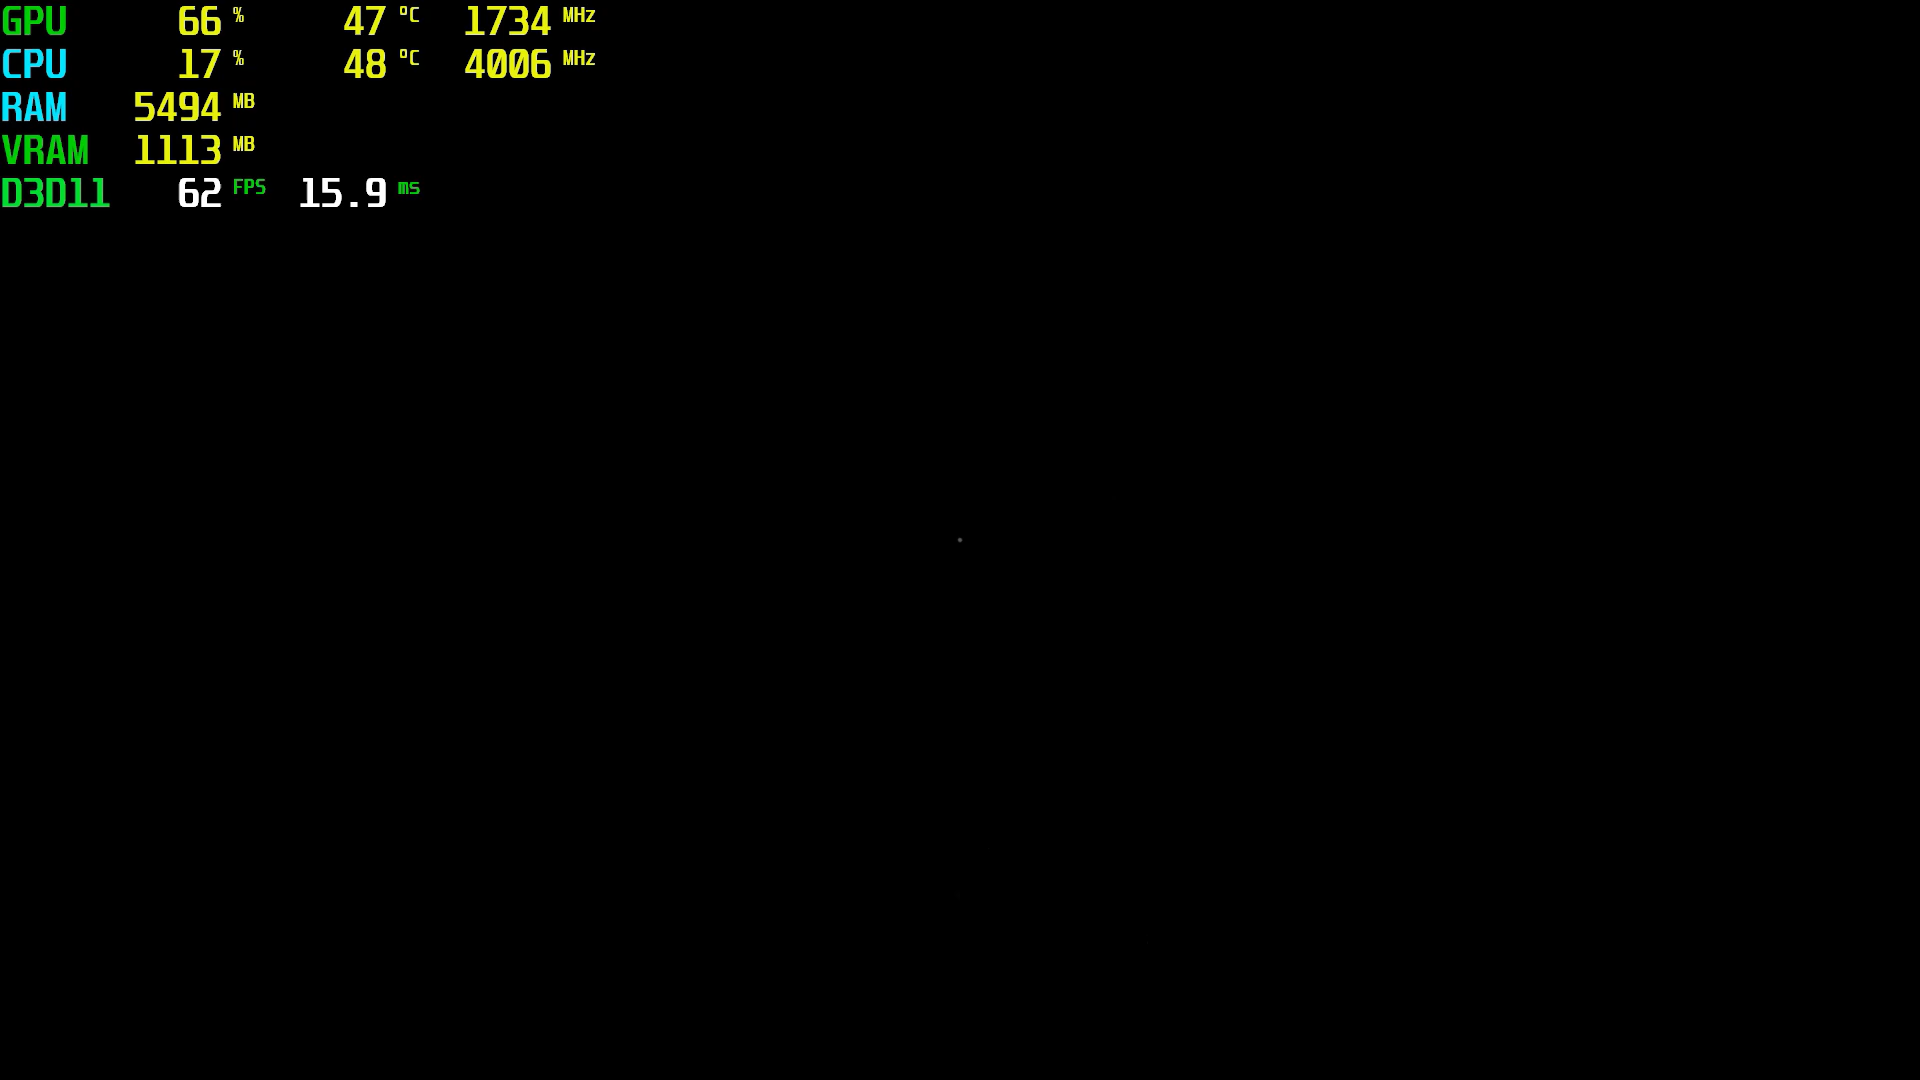 GPU 66 % 47 °C 1734 MHz
CPU 17 % 48 °C 4006 MHz
RAM 5494 MB
VRAM 1113 MB
D3D11 62 FPS 15.9 ms